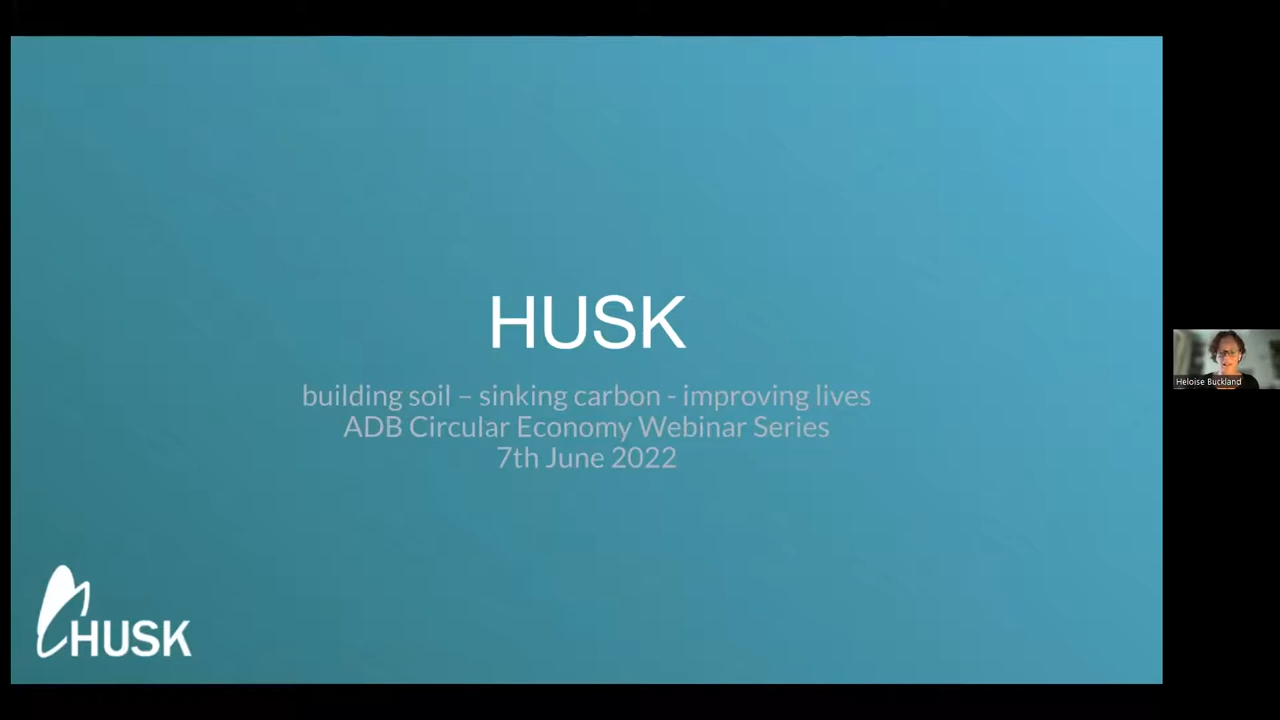 HUSK
building soil – sinking carbon - improving lives
ADB Circular Economy Webinar Series
7th June 2022
HUSK
Heloise Buckland